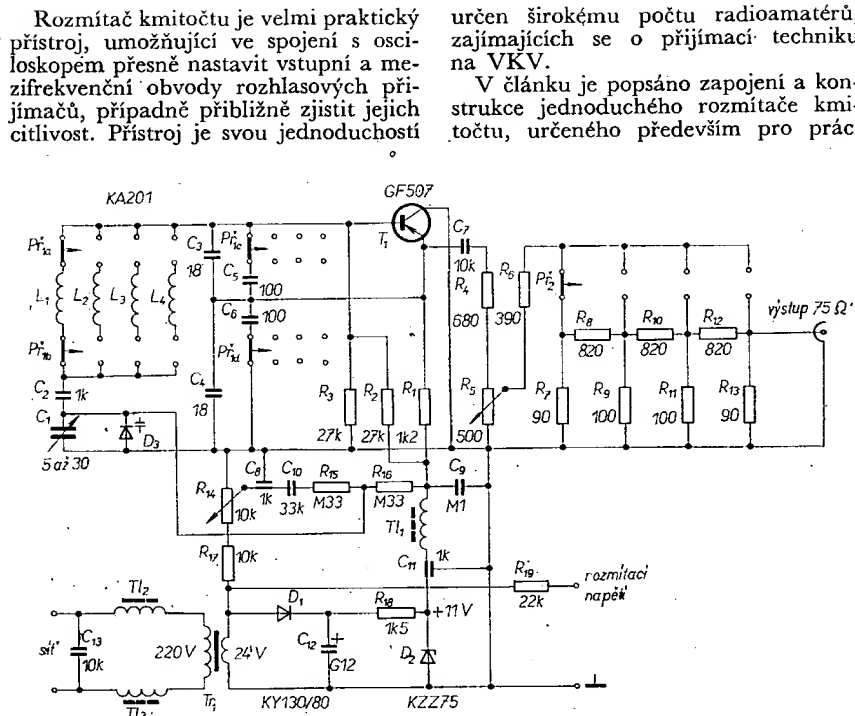 Rozmítač kmitočtu je velmi praktický
přístroj, umožňující ve spojení s osci-
loskopem přesně nastavit vstupní a me-
zifrekvenční obvody rozhlasových při-
jímačů, případně přibližně zjistit jejich
citlivost. Přístroj je svou jednoduchostí
určen širokému počtu radioamatérů,
zajímajících se o přijímací techniku
na VKV.
V článku je popsáno zapojení a kon-
strukce jednoduchého rozmítače kmi-
točtu, určeného především pro prác
KA201
GF507
Př1a
Př1c
C3
18
C5
100
T1
C7
10k
R4
680
R6
390
Př2
L1
L2
L3
L4
C6
100
R8
820
R10
820
R12
820
výstup 75 Ω
Př1b
Př1d
C2
1k
C4
18
R3
27k
R2
27k
R1
1k2
R5
500
R7
90
R9
100
R11
100
R13
90
C1
5 až 30
D3
R14
10k
C8
1k
C10
33k
R15
M33
R16
M33
C9
M1
Tl1
R17
10k
C11
1k
R19
22k
rozmítací
napětí
Tl2
D1
R18
1k5
+11V
síť
C13
10k
220V
24V
C12
G12
D2
Tl3
Tr1
KY130/80
KZZ75